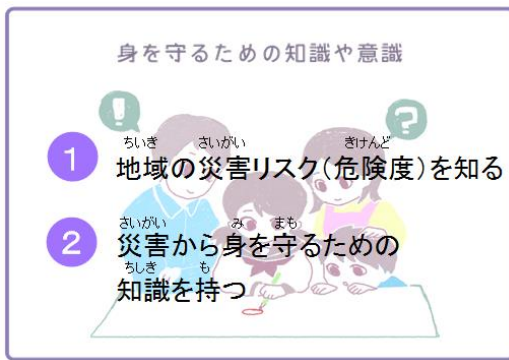 身を守るための知識や意識
! ?
ちいき さいがい きけんど
1 地域の災害リスク(危険度)を知る
さいがい み まも
2 災害から身を守るための
ちしき も
知識を持つ